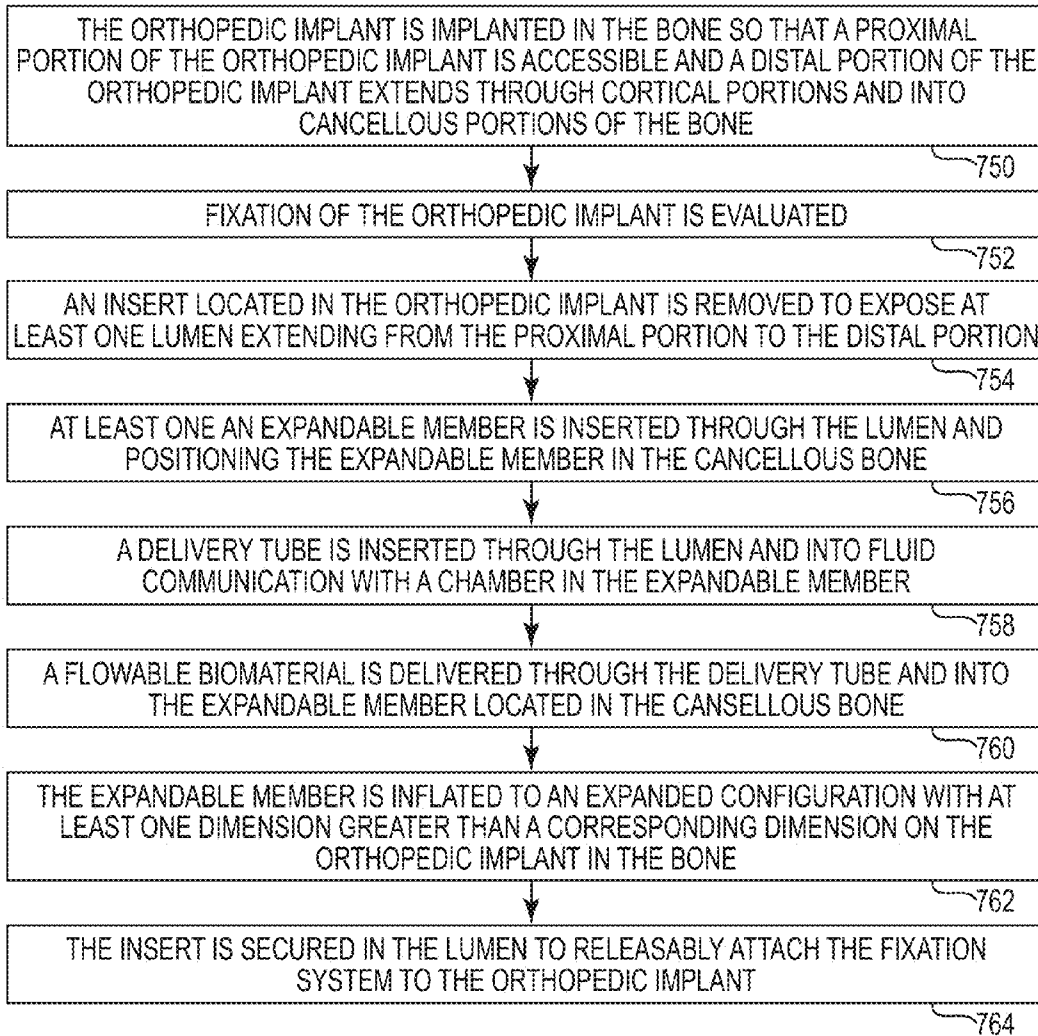 THE ORTHOPEDIC IMPLANT IS IMPLANTED IN THE BONE SO THAT A PROXIMAL
PORTION OF THE ORTHOPEDIC IMPLANT IS ACCESSIBLE AND A DISTAL PORTION OF THE
ORTHOPEDIC IMPLANT EXTENDS THROUGH CORTICAL PORTIONS AND INTO
CANCELLOUS PORTIONS OF THE BONE
750
FIXATION OF THE ORTHOPEDIC IMPLANT IS EVALUATED
752
AN INSERT LOCATED IN THE ORTHOPEDIC IMPLANT IS REMOVED TO EXPOSE AT
LEAST ONE LUMEN EXTENDING FROM THE PROXIMAL PORTION TO THE DISTAL PORTION
754
AT LEAST ONE AN EXPANDABLE MEMBER IS INSERTED THROUGH THE LUMEN AND
POSITIONING THE EXPANDABLE MEMBER IN THE CANCELLOUS BONE
756
A DELIVERY TUBE IS INSERTED THROUGH THE LUMEN AND INTO FLUID
COMMUNICATION WITH A CHAMBER IN THE EXPANDABLE MEMBER
758
A FLOWABLE BIOMATERIAL IS DELIVERED THROUGH THE DELIVERY TUBE AND INTO
THE EXPANDABLE MEMBER LOCATED IN THE CANSELLOUS BONE
760
THE EXPANDABLE MEMBER IS INFLATED TO AN EXPANDED CONFIGURATION WITH AT
LEAST ONE DIMENSION GREATER THAN A CORRESPONDING DIMENSION ON THE
ORTHOPEDIC IMPLANT IN THE BONE
762
THE INSERT IS SECURED IN THE LUMEN TO RELEASABLY ATTACH THE FIXATION
SYSTEM TO THE ORTHOPEDIC IMPLANT
764